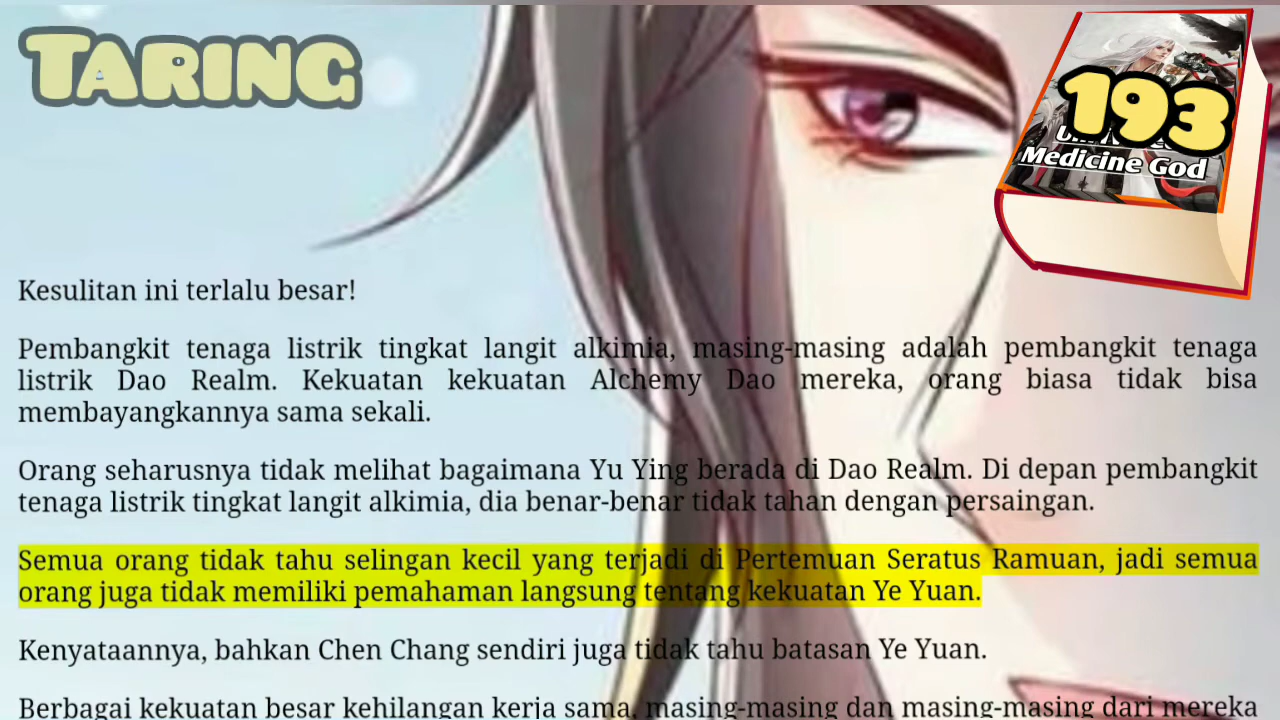 TARING
193
Medicine God
Kesulitan ini terlalu besar!
Pembangkit tenaga listrik tingkat langit alkimia, masing-masing adalah pembangkit tenaga
listrik Dao Realm. Kekuatan kekuatan Alchemy Dao mereka, orang biasa tidak bisa
membayangkannya sama sekali.
Orang seharusnya tidak melihat bagaimana Yu Ying berada di Dao Realm. Di depan pembangkit
tenaga listrik tingkat langit alkimia, dia benar-benar tidak tahan dengan persaingan.
Semua orang tidak tahu selingan kecil yang terjadi di Pertemuan Seratus Ramuan, jadi semua
orang juga tidak memiliki pemahaman langsung tentang kekuatan Ye Yuan.
Kenyataannya, bahkan Chen Chang sendiri juga tidak tahu batasan Ye Yuan.
Berbagai kekuatan besar kehilangan kerja sama, masing-masing dan masing-masing dari mereka